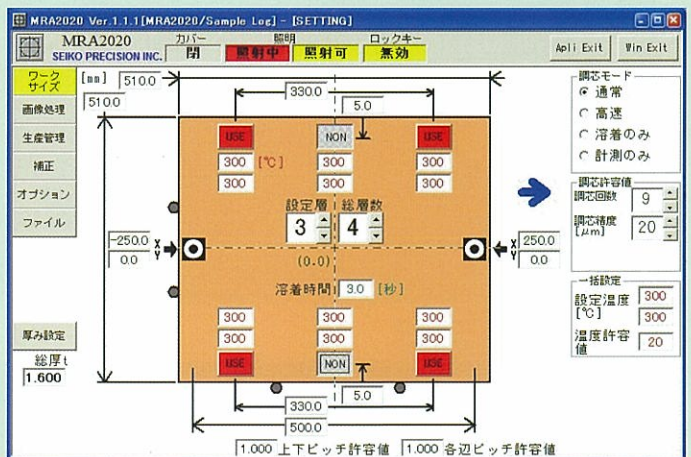 MRA2020 Ver.1.1.1[MRA2020/Sample Log] - [SETTING]
MRA2020
SEIKO PRECISION INC.
カバー 照明 ロックキー
閉 照射中 照射可 無効
Apli Exit Win Exit
ワークサイズ
画像処理
生産管理
補正
オプション
ファイル
厚み設定
総厚t
1.600
[mm] 510.0
510.0
330.0
5.0
USE NON USE
300 [℃] 300 300
300 300 300
設定層 総層数
3 4
-250.0 X 250.0
0.0 Y 0.0
(0.0)
溶着時間 3.0 [秒]
300 300 300
300 300 300
USE NON USE
5.0
330.0
500.0
1.000 上下ピッチ許容値 1.000 各辺ピッチ許容値
調芯モード
通常
高速
溶着のみ
計測のみ
調芯許容値
調芯回数 9
調芯精度 [μm] 20
一括設定
設定温度 [℃] 300
300
温度許容値 20